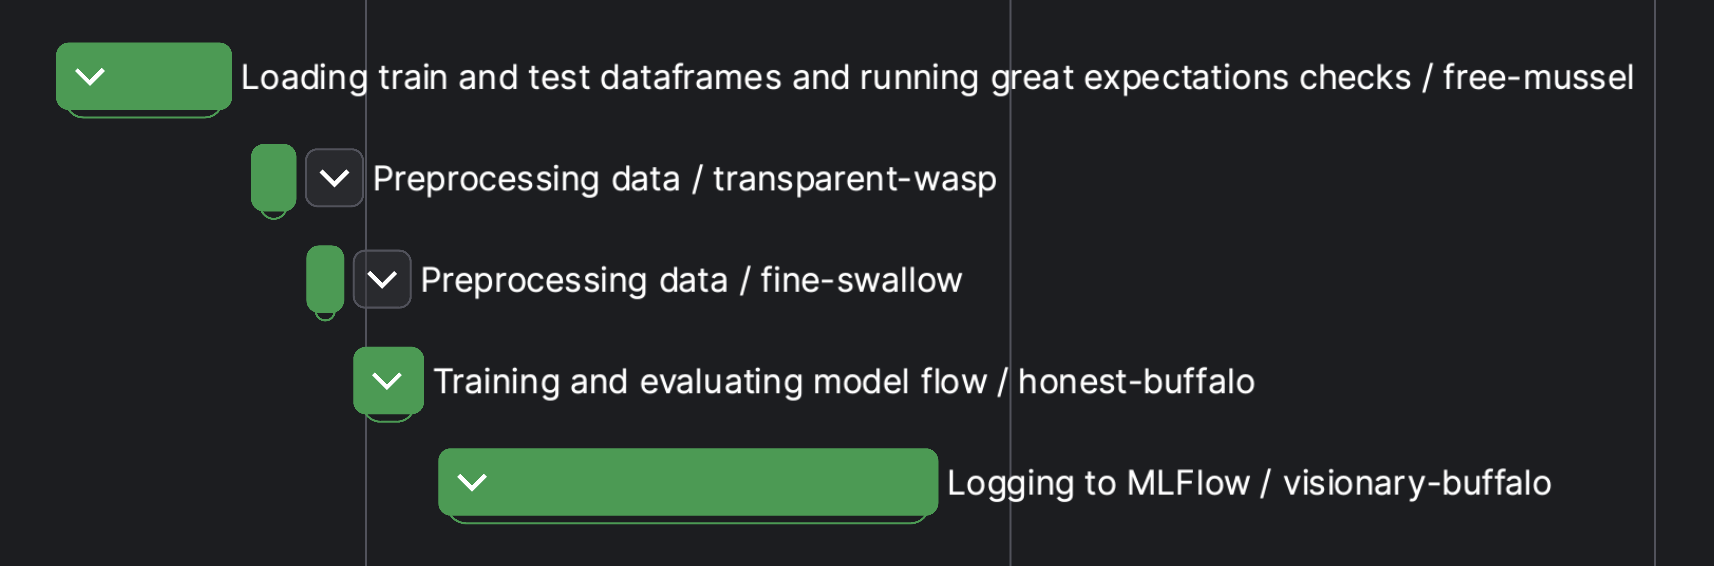 Loading train and test dataframes and running great expectations checks / free-mussel
Preprocessing data / transparent-wasp
Preprocessing data / fine-swallow
Training and evaluating model flow / honest-buffalo
Logging to MLFlow / visionary-buffalo